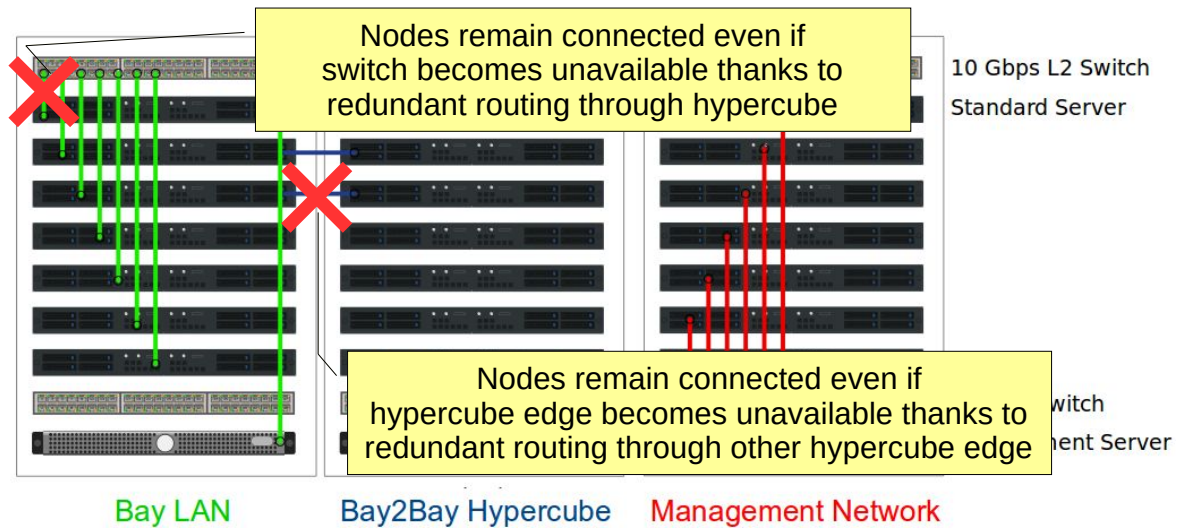 Nodes remain connected even if
switch becomes unavailable thanks to
redundant routing through hypercube
10 Gbps L2 Switch
Standard Server
Nodes remain connected even if
hypercube edge becomes unavailable thanks to
redundant routing through other hypercube edge
Server
Bay LAN
Bay2Bay Hypercube
Management Network